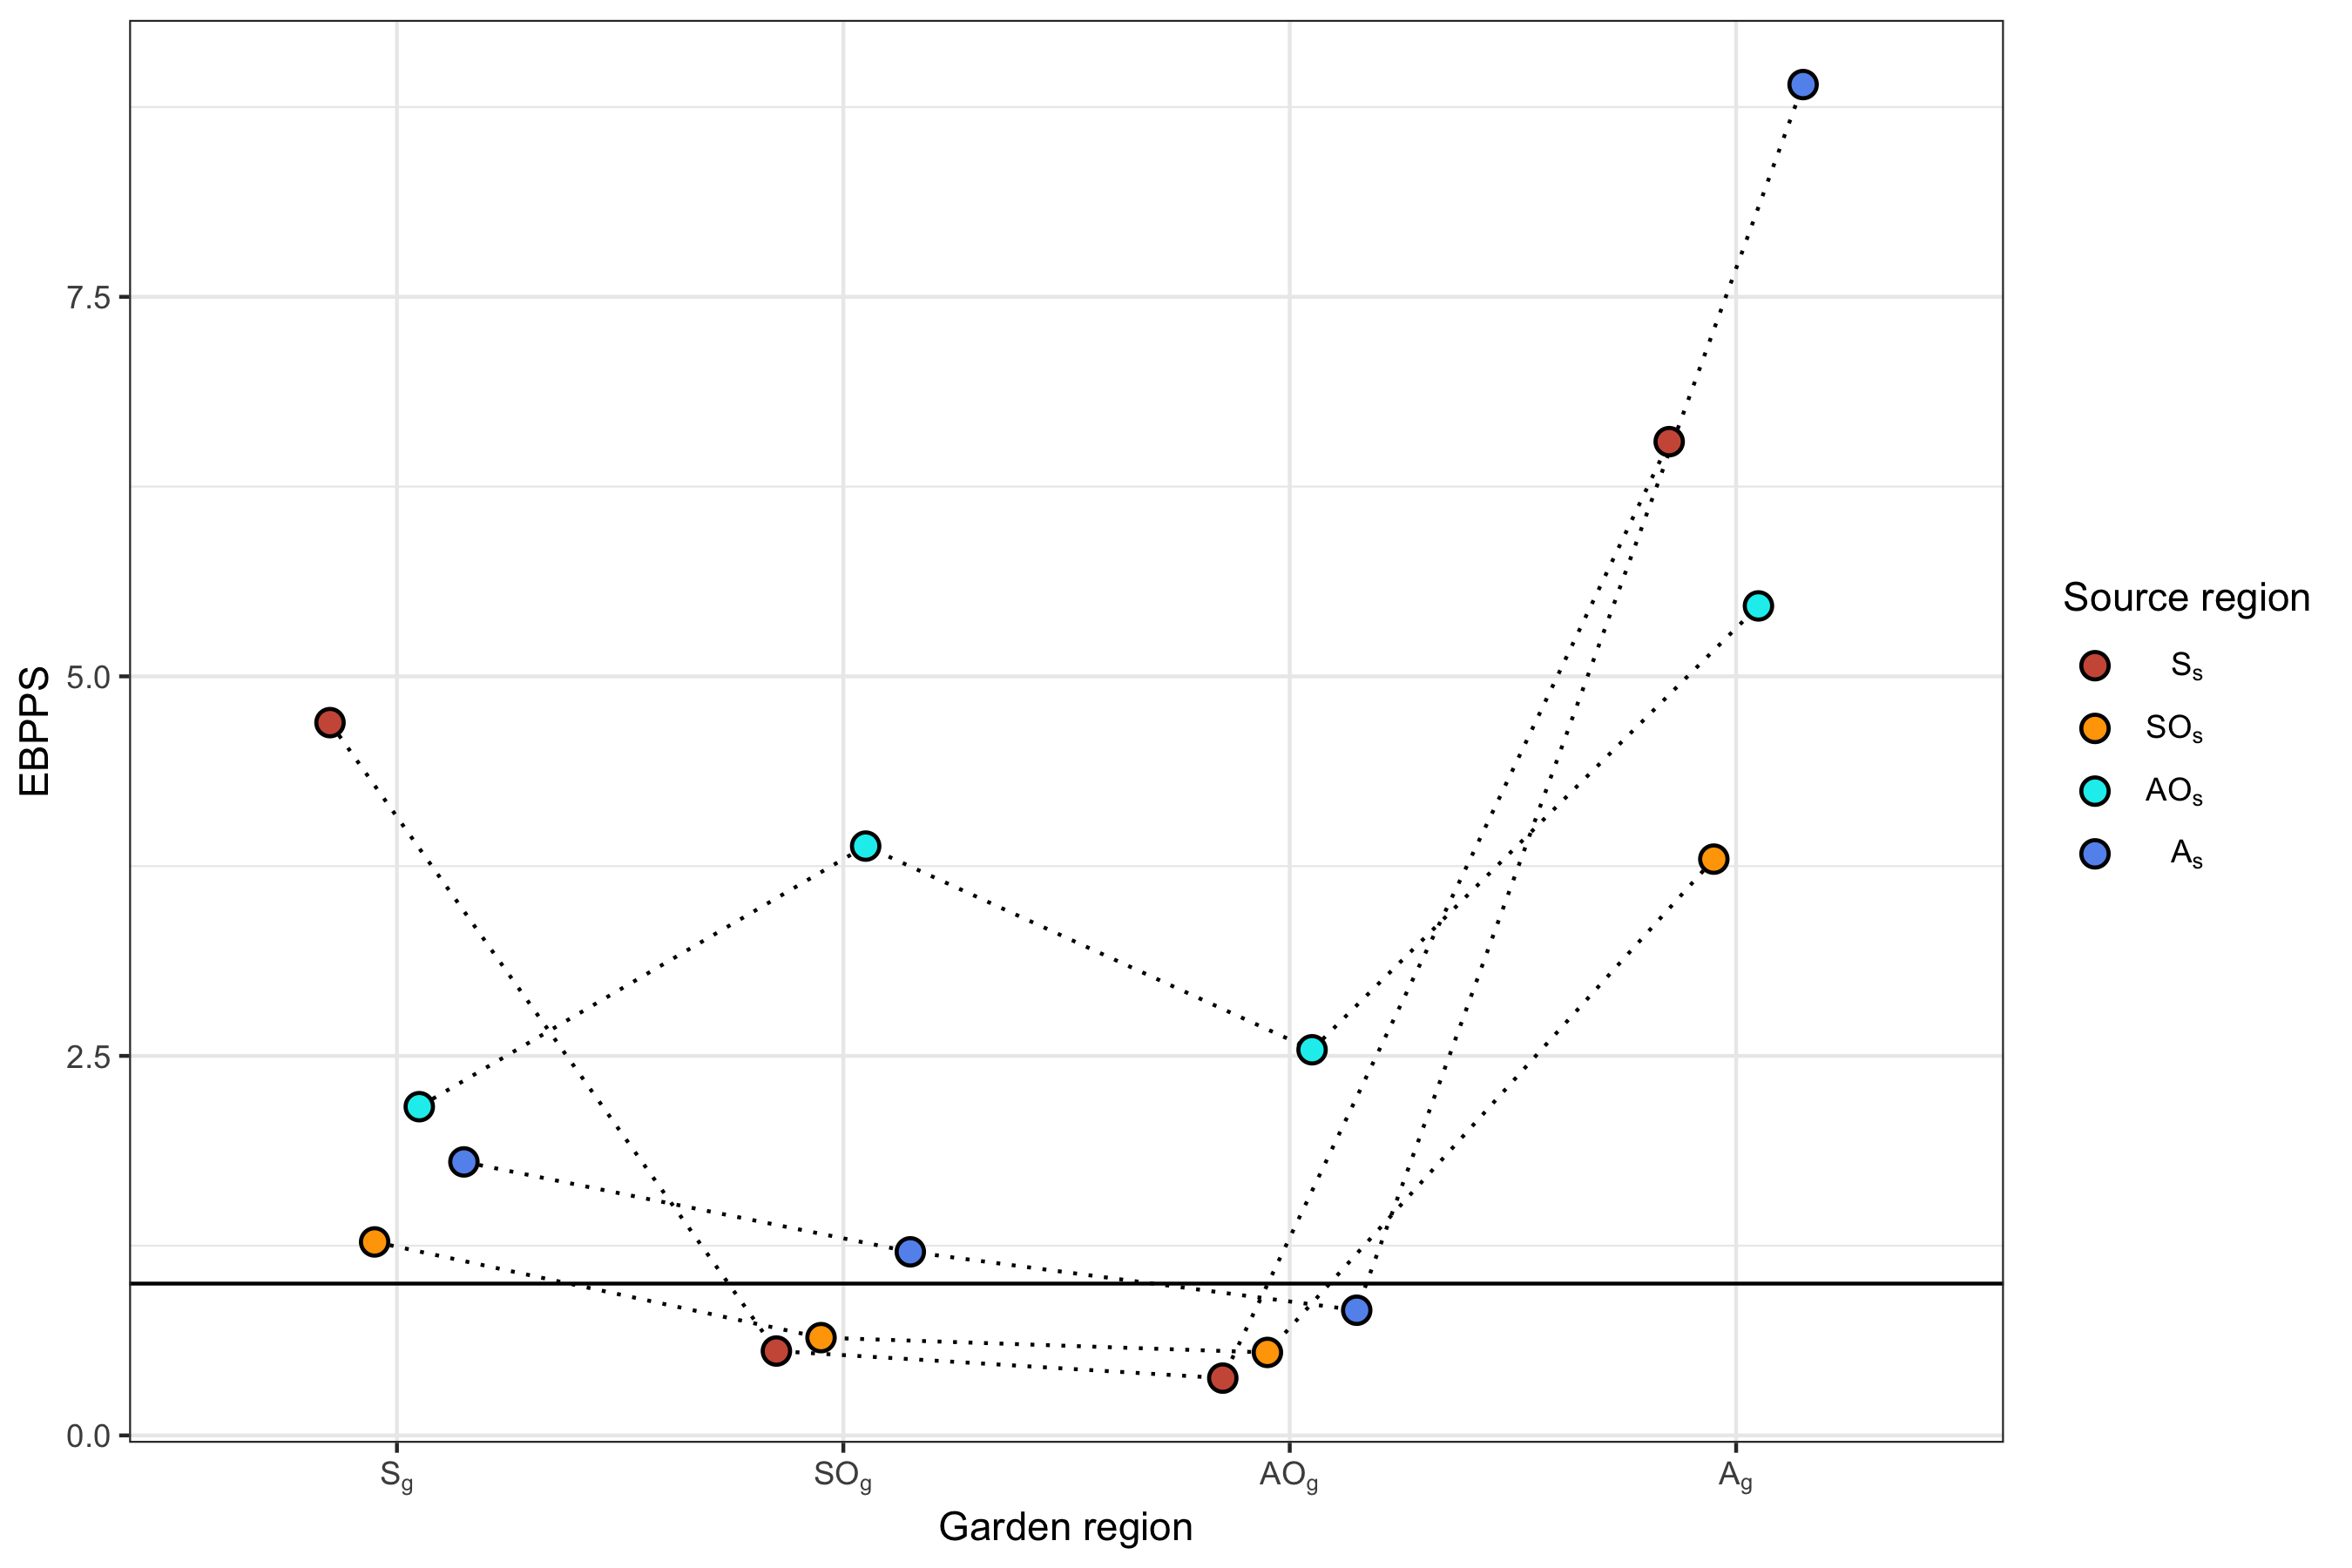 EBPPS
7.5
5.0
2.5
0.0
Sg
SOg
AOg
Ag
Garden region
Source region
Ss
SOs
AOs
As